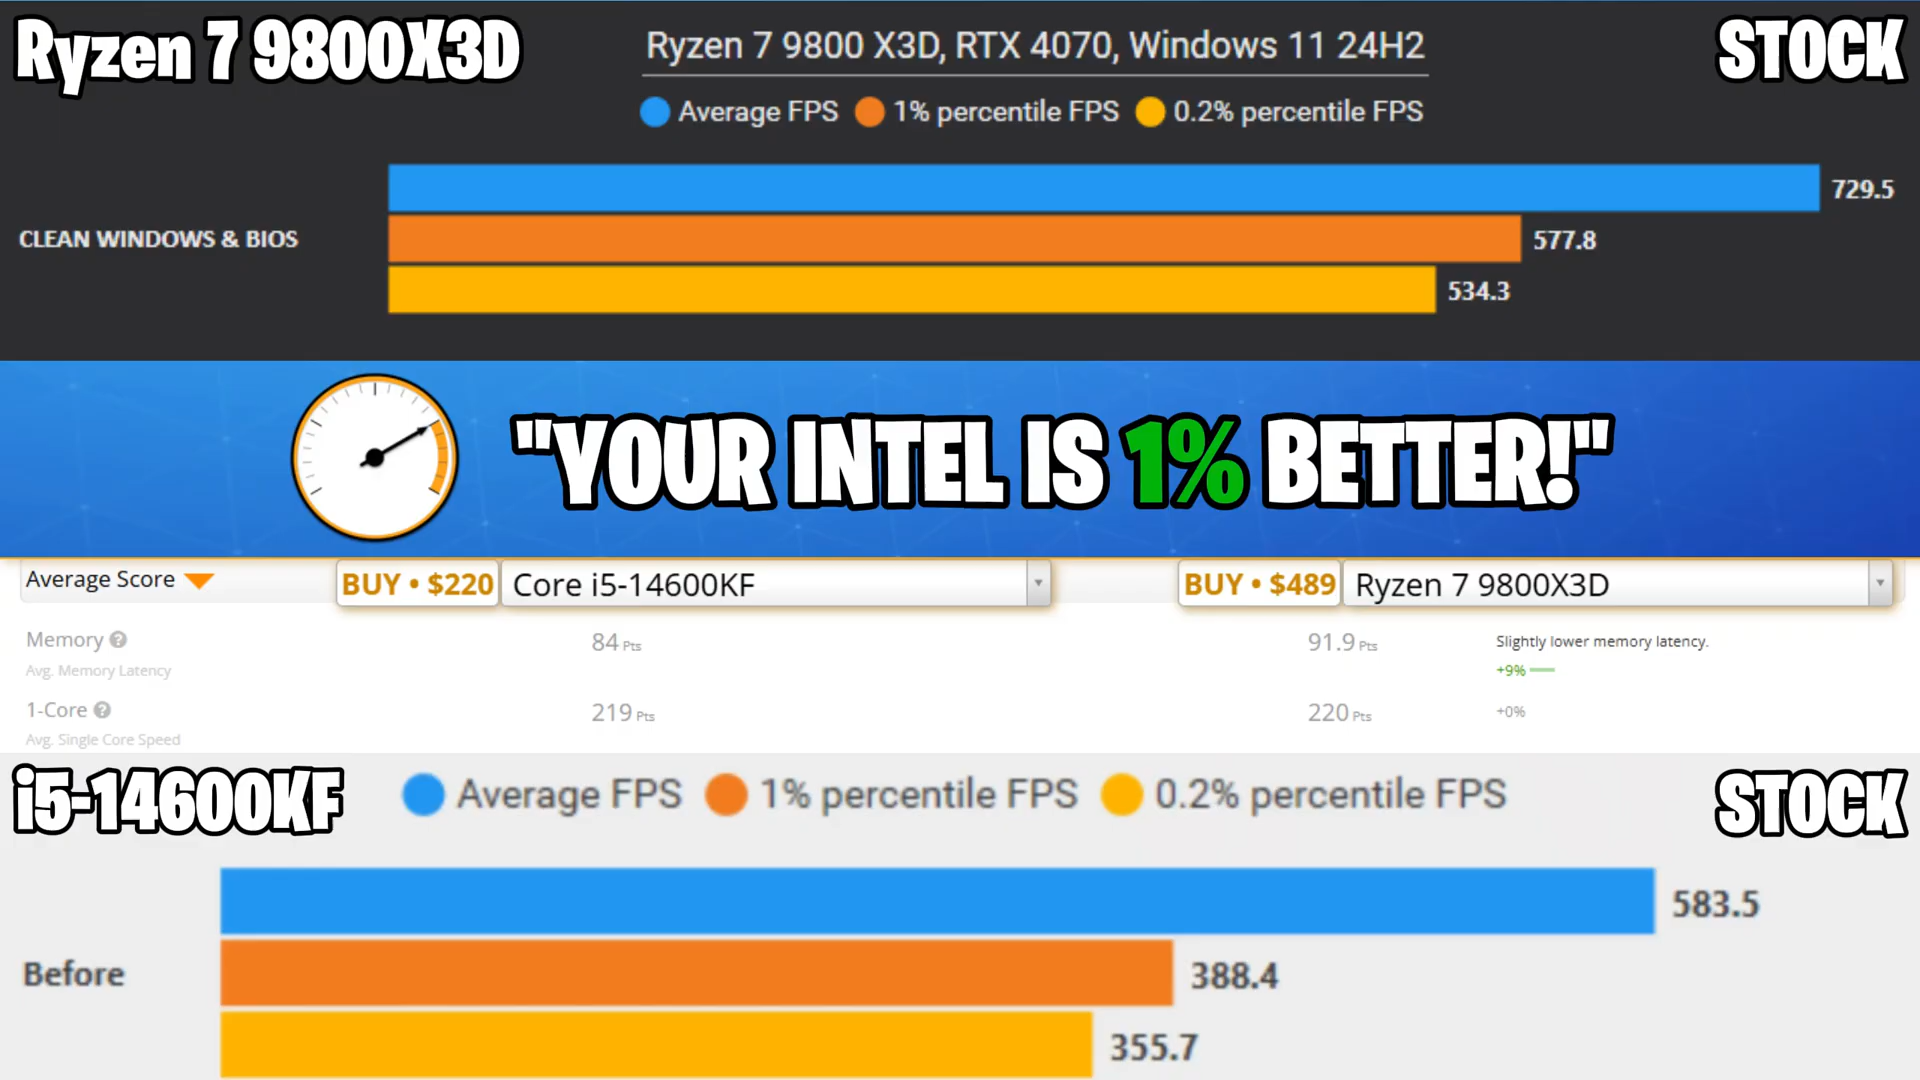 Ryzen 7 9800X3D
Ryzen 7 9800 X3D, RTX 4070, Windows 11 24H2
STOCK
Average FPS 1% percentile FPS 0.2% percentile FPS
729.5
CLEAN WINDOWS & BIOS
577.8
534.3
"YOUR INTEL IS 1% BETTER!"
Average Score BUY • $220 Core i5-14600KF BUY • $489 Ryzen 7 9800X3D
Memory ? 84 Pts 91.9 Pts Slightly lower memory latency.
Avg. Memory Latency +9%
1-Core ? 219 Pts 220 Pts +0%
Avg. Single Core Speed
i5-14600KF
Average FPS 1% percentile FPS 0.2% percentile FPS
STOCK
583.5
Before
388.4
355.7